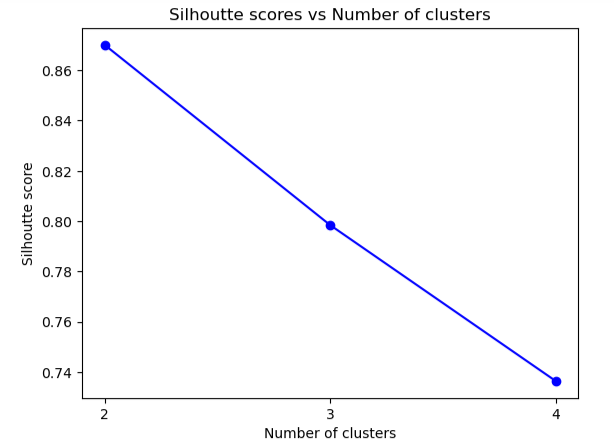 Silhoutte scores vs Number of clusters
Silhoutte score
0.86
0.84
0.82
0.80
0.78
0.76
0.74
2 3 4
Number of clusters